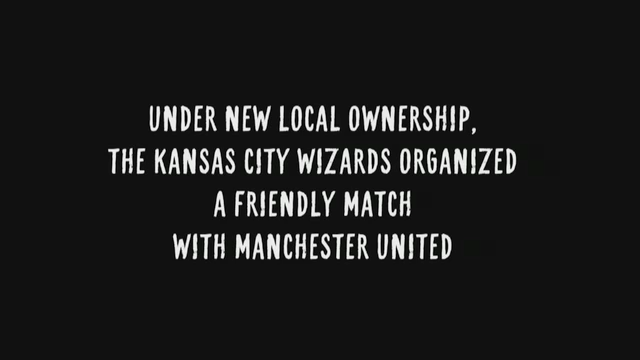 UNDER NEW LOCAL OWNERSHIP,
THE KANSAS CITY WIZARDS ORGANIZED
A FRIENDLY MATCH
WITH MANCHESTER UNITED